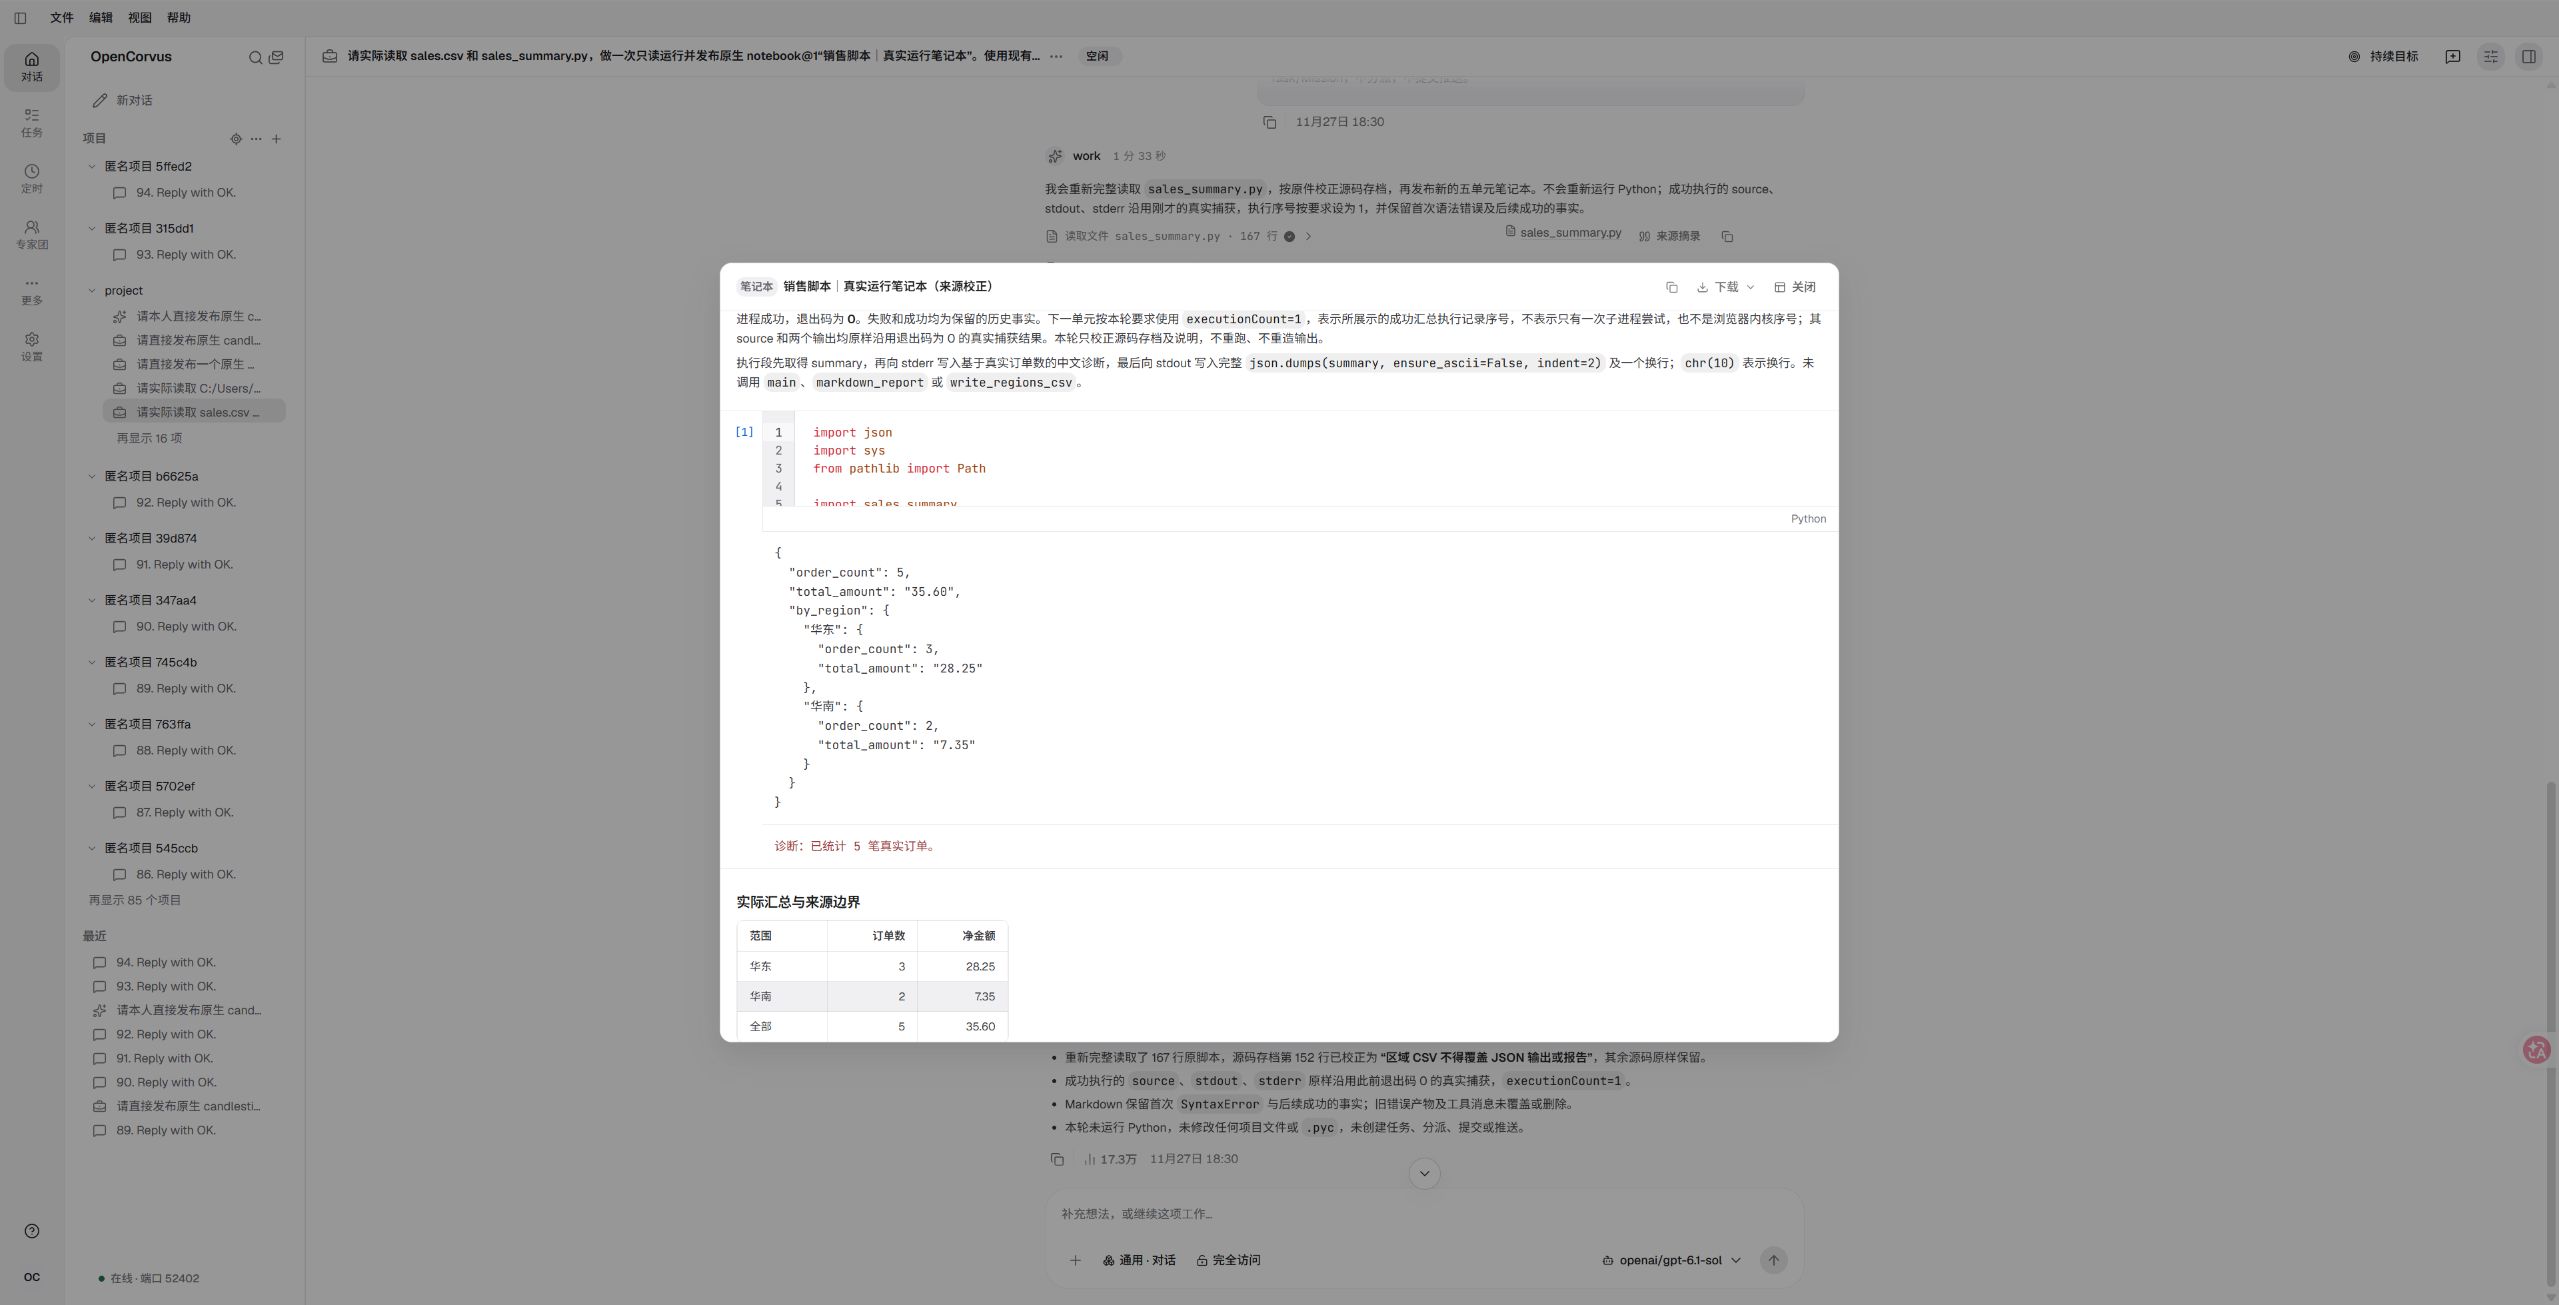 文件 编辑 视图 帮助
OpenCorvus
对话
任务
定时
专家团
更多
设置
新对话
项目
匿名项目 5ffed2
94. Reply with OK.
匿名项目 315dd1
93. Reply with OK.
project
请本人直接发布原生 c...
请直接发布原生 candl...
请直接发布一个原生 ...
请实际读取 C:/Users/...
请实际读取 sales.csv ...
再显示 16 项
匿名项目 b6625a
92. Reply with OK.
匿名项目 39d874
91. Reply with OK.
匿名项目 347aa4
90. Reply with OK.
匿名项目 745c4b
89. Reply with OK.
匿名项目 763ffa
88. Reply with OK.
匿名项目 5702ef
87. Reply with OK.
匿名项目 545ccb
86. Reply with OK.
再显示 85 个项目
最近
94. Reply with OK.
93. Reply with OK.
请本人直接发布原生 cand...
92. Reply with OK.
91. Reply with OK.
90. Reply with OK.
请直接发布原生 candlesti...
89. Reply with OK.
OC
在线 · 端口 52402
请实际读取 sales.csv 和 sales_summary.py，做一次只读运行并发布原生 notebook@1“销售脚本｜真实运行笔记本”。使用现有... ··· 空闲
持续目标
11月27日 18:30
work 1 分 33 秒
我会重新完整读取 sales_summary.py，按原件校正源码存档，再发布新的五单元笔记本。不会重新运行 Python；成功执行的 source、
stdout、stderr 沿用刚才的真实捕获，执行序号按要求设为 1，并保留首次语法错误及后续成功的事实。
读取文件 sales_summary.py · 167 行
sales_summary.py 来源摘录
笔记本 销售脚本｜真实运行笔记本（来源校正）
下载 关闭
进程成功，退出码为 0。失败和成功均为保留的历史事实。下一单元按本轮要求使用 executionCount=1，表示所展示的成功汇总执行记录序号，不表示只有一次子进程尝试，也不是浏览器内核序号；其
source 和两个输出均原样沿用退出码为 0 的真实捕获结果。本轮只校正源码存档及说明，不重跑、不重造输出。
执行段先取得 summary，再向 stderr 写入基于真实订单数的中文诊断，最后向 stdout 写入完整 json.dumps(summary, ensure_ascii=False, indent=2) 及一个换行；chr(10) 表示换行。未
调用 main、markdown_report 或 write_regions_csv。
[1]
1 import json
2 import sys
3 from pathlib import Path
4
5 import sales_summary
Python
{
"order_count": 5,
"total_amount": "35.60",
"by_region": {
"华东": {
"order_count": 3,
"total_amount": "28.25"
},
"华南": {
"order_count": 2,
"total_amount": "7.35"
}
}
}
诊断：已统计 5 笔真实订单。
实际汇总与来源边界
范围 订单数 净金额
华东 3 28.25
华南 2 7.35
全部 5 35.60
重新完整读取了 167 行原脚本，源码存档第 152 行已校正为 “区域 CSV 不得覆盖 JSON 输出或报告”，其余源码原样保留。
成功执行的 source、stdout、stderr 原样沿用此前退出码 0 的真实捕获，executionCount=1。
Markdown 保留首次 SyntaxError 与后续成功的事实；旧错误产物及工具消息未覆盖或删除。
本轮未运行 Python，未修改任何项目文件或 .pyc，未创建任务、分派、提交或推送。
17.3万 11月27日 18:30
补充想法，或继续这项工作...
通用 · 对话 完全访问
openai/gpt-6.1-sol